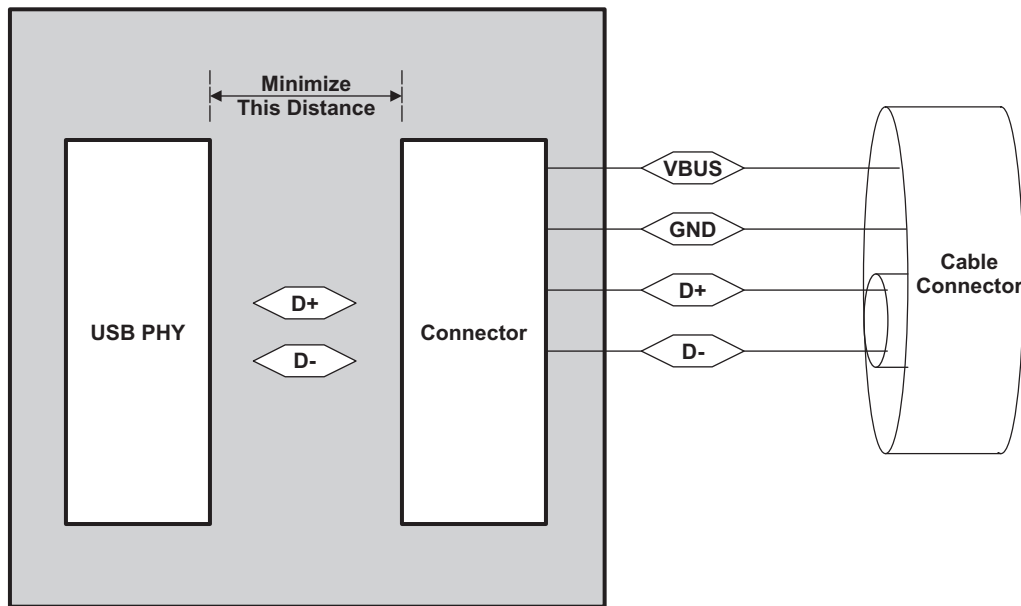 Minimize
This Distance
VBUS
GND
D+
D-
Cable
Connector
USB PHY
D+
D-
Connector